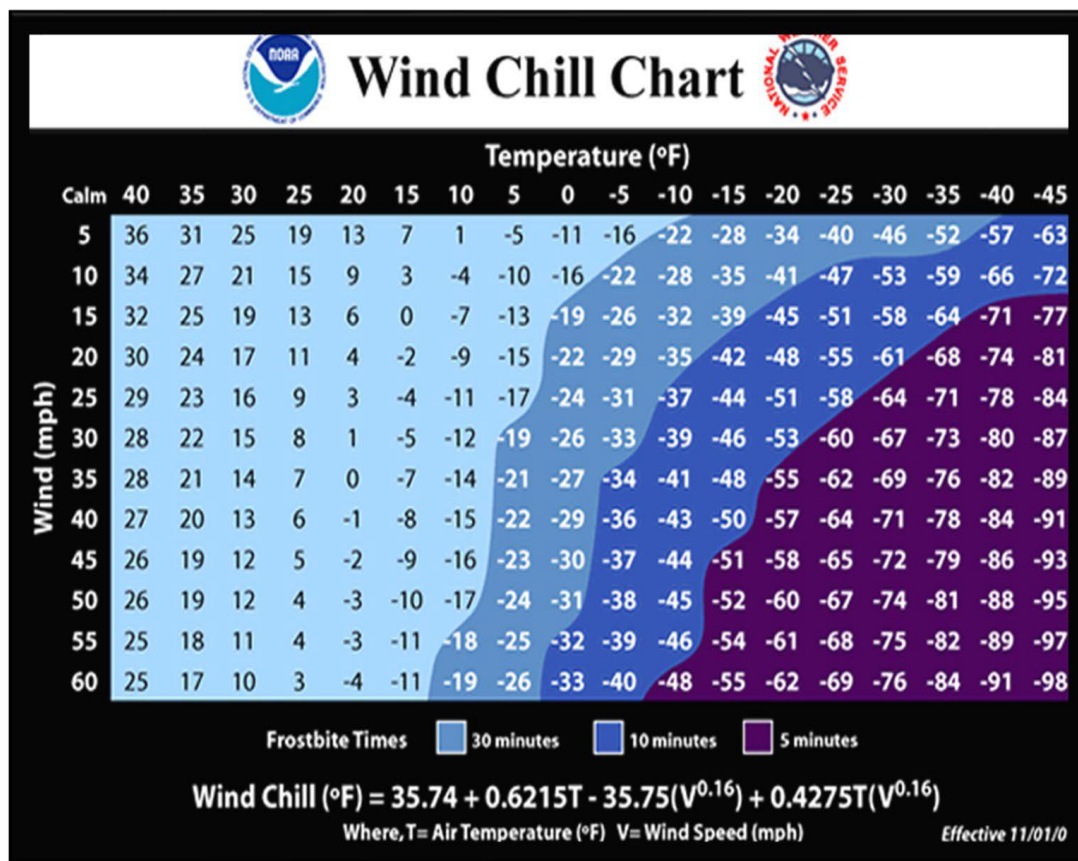 NOAA
Wind Chill Chart
NATIONAL WEATHER SERVICE
Temperature (ºF)
Calm 40 35 30 25 20 15 10 5 0 -5 -10 -15 -20 -25 -30 -35 -40 -45
5 36 31 25 19 13 7 1 -5 -11 -16 -22 -28 -34 -40 -46 -52 -57 -63
10 34 27 21 15 9 3 -4 -10 -16 -22 -28 -35 -41 -47 -53 -59 -66 -72
15 32 25 19 13 6 0 -7 -13 -19 -26 -32 -39 -45 -51 -58 -64 -71 -77
20 30 24 17 11 4 -2 -9 -15 -22 -29 -35 -42 -48 -55 -61 -68 -74 -81
25 29 23 16 9 3 -4 -11 -17 -24 -31 -37 -44 -51 -58 -64 -71 -78 -84
30 28 22 15 8 1 -5 -12 -19 -26 -33 -39 -46 -53 -60 -67 -73 -80 -87
35 28 21 14 7 0 -7 -14 -21 -27 -34 -41 -48 -55 -62 -69 -76 -82 -89
40 27 20 13 6 -1 -8 -15 -22 -29 -36 -43 -50 -57 -64 -71 -78 -84 -91
45 26 19 12 5 -2 -9 -16 -23 -30 -37 -44 -51 -58 -65 -72 -79 -86 -93
50 26 19 12 4 -3 -10 -17 -24 -31 -38 -45 -52 -60 -67 -74 -81 -88 -95
55 25 18 11 4 -3 -11 -18 -25 -32 -39 -46 -54 -61 -68 -75 -82 -89 -97
60 25 17 10 3 -4 -11 -19 -26 -33 -40 -48 -55 -62 -69 -76 -84 -91 -98
Wind (mph)
Frostbite Times 30 minutes 10 minutes 5 minutes
Wind Chill (ºF) = 35.74 + 0.6215T - 35.75(V^0.16) + 0.4275T(V^0.16)
Where, T= Air Temperature (ºF) V= Wind Speed (mph) Effective 11/01/0